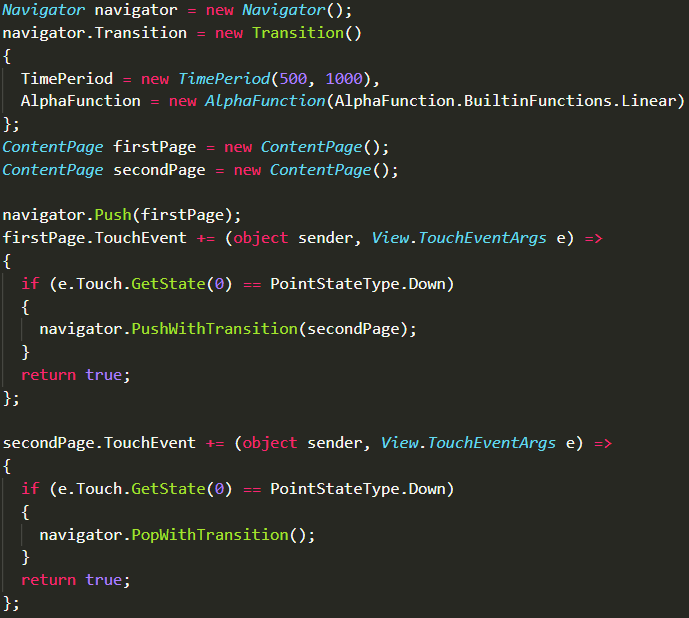 Navigator navigator = new Navigator();
navigator.Transition = new Transition()
{
  TimePeriod = new TimePeriod(500, 1000),
  AlphaFunction = new AlphaFunction(AlphaFunction.BuiltinFunctions.Linear)
};
ContentPage firstPage = new ContentPage();
ContentPage secondPage = new ContentPage();

navigator.Push(firstPage);
firstPage.TouchEvent += (object sender, View.TouchEventArgs e) =>
{
  if (e.Touch.GetState(0) == PointStateType.Down)
  {
    navigator.PushWithTransition(secondPage);
  }
  return true;
};

secondPage.TouchEvent += (object sender, View.TouchEventArgs e) =>
{
  if (e.Touch.GetState(0) == PointStateType.Down)
  {
    navigator.PopWithTransition();
  }
  return true;
};